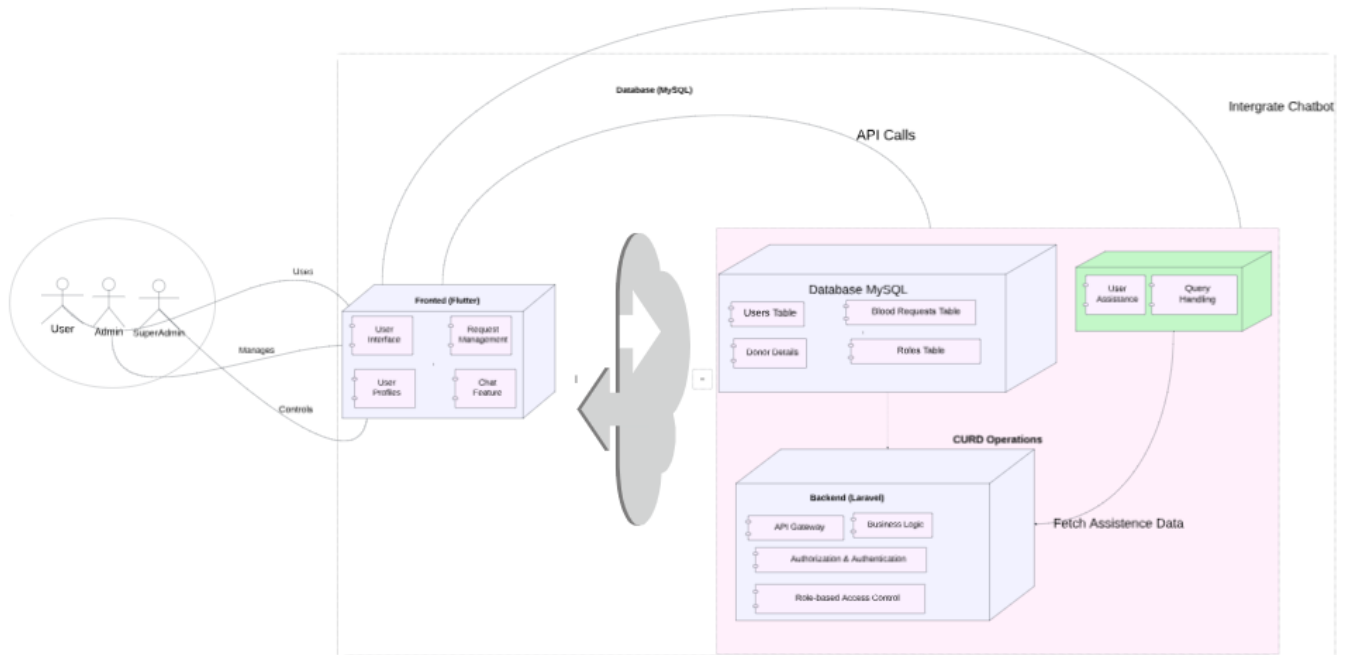 Database (MySQL)
Intergrate Chatbot
API Calls
User
Admin
SuperAdmin
Uses
Manages
Controls
Fronted (Flutter)
User
Interface
Request
Management
User
Profiles
Chat
Feature
Database MySQL
Users Table
Blood Requests Table
Donor Details
Roles Table
User
Assistance
Query
Handling
CURD Operations
Backend (Laravel)
API Gateway
Business Logic
Authorization & Authentication
Role-based Access Control
Fetch Assistence Data